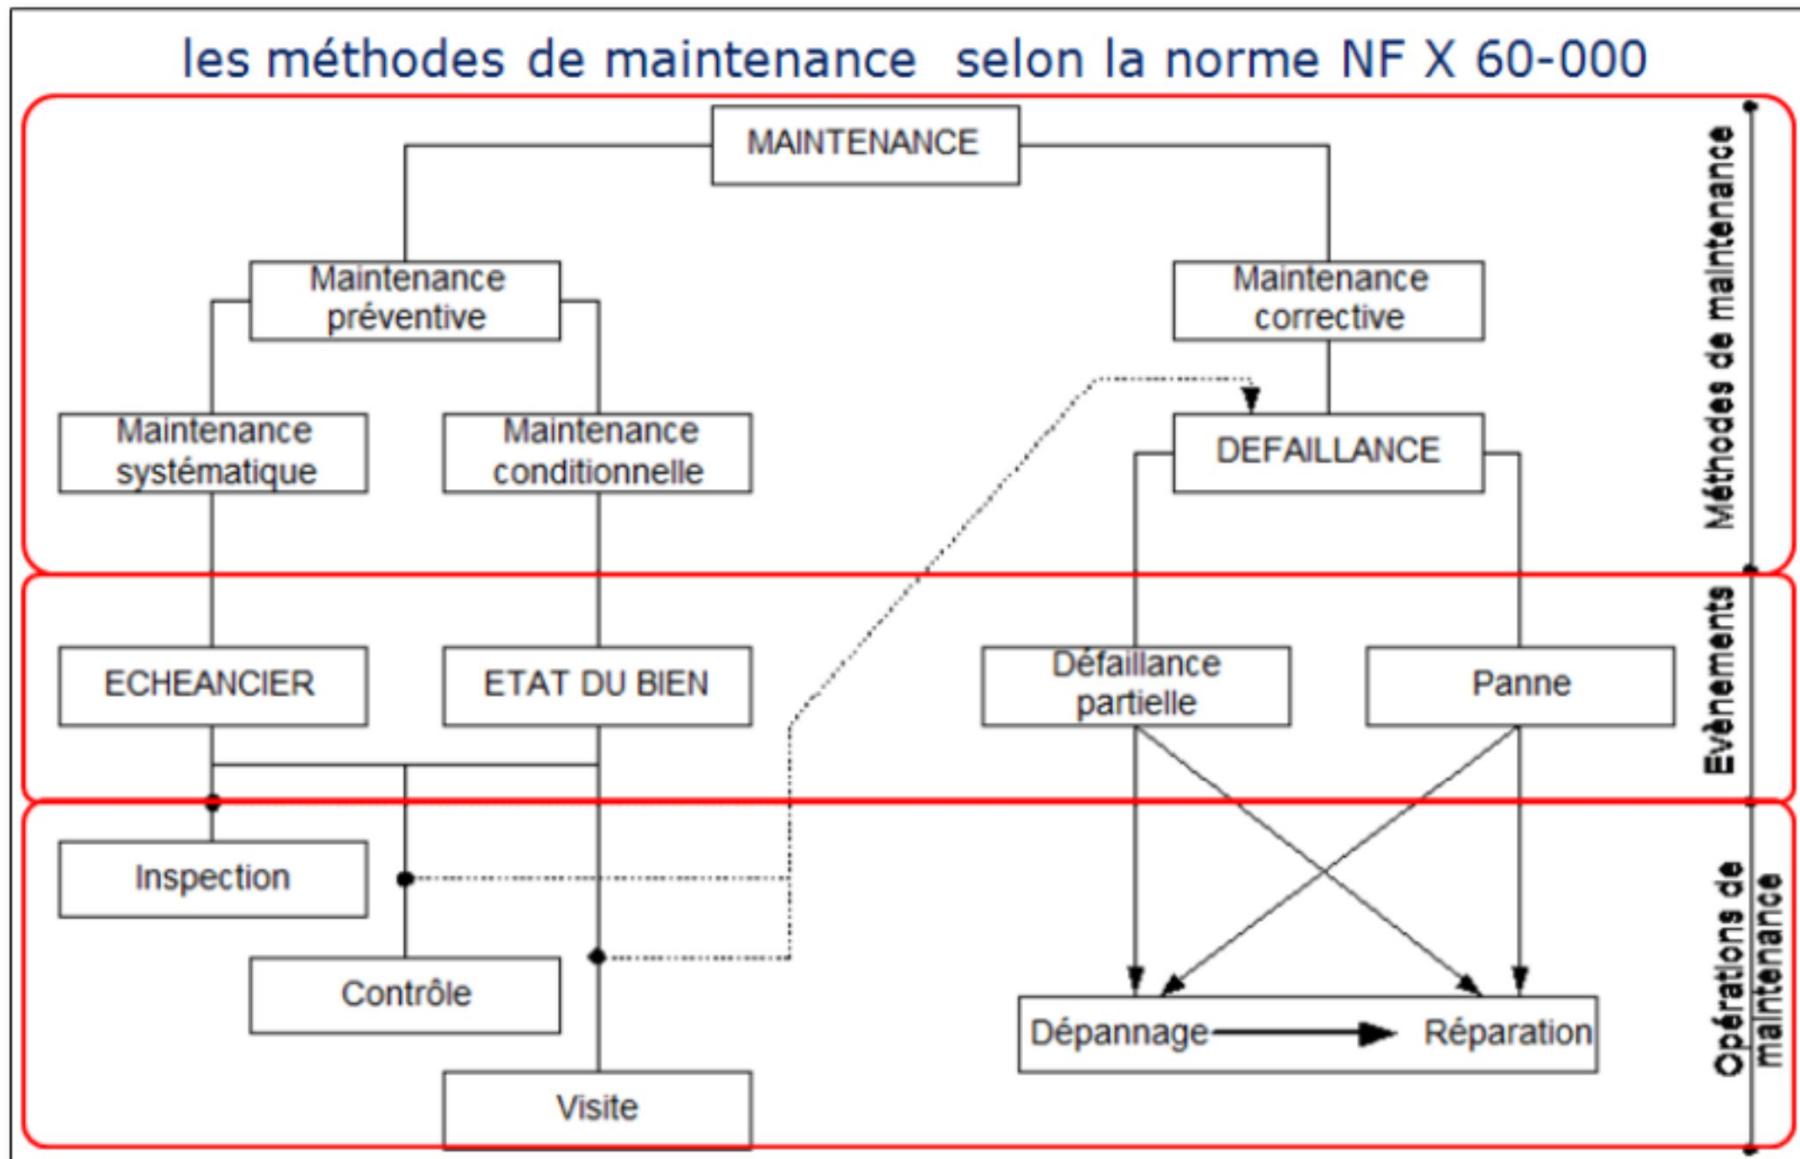 les méthodes de maintenance selon la norme NF X 60-000
MAINTENANCE
Maintenance
préventive
Maintenance
corrective
Maintenance
systématique
Maintenance
conditionnelle
DEFAILLANCE
Méthodes de maintenance
ECHEANCIER
ETAT DU BIEN
Défaillance
partielle
Panne
Evènements
Inspection
Contrôle
Visite
Dépannage
Réparation
Opérations de
maintenance